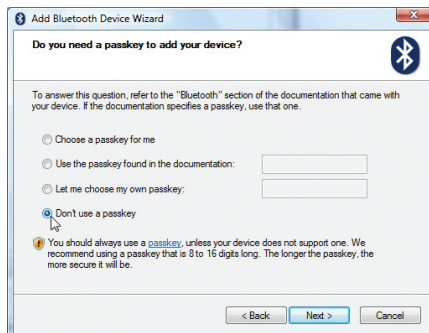 Add Bluetooth Device Wizard
Do you need a passkey to add your device?
To answer this question, refer to the "Bluetooth" section of the documentation that came with
your device. If the documentation specifies a passkey, use that one.
Choose a passkey for me
Use the passkey found in the documentation:
Let me choose my own passkey:
Don't use a passkey
You should always use a passkey, unless your device does not support one. We
recommend using a passkey that is 8 to 16 digits long. The longer the passkey, the
more secure it will be.
< Back Next > Cancel